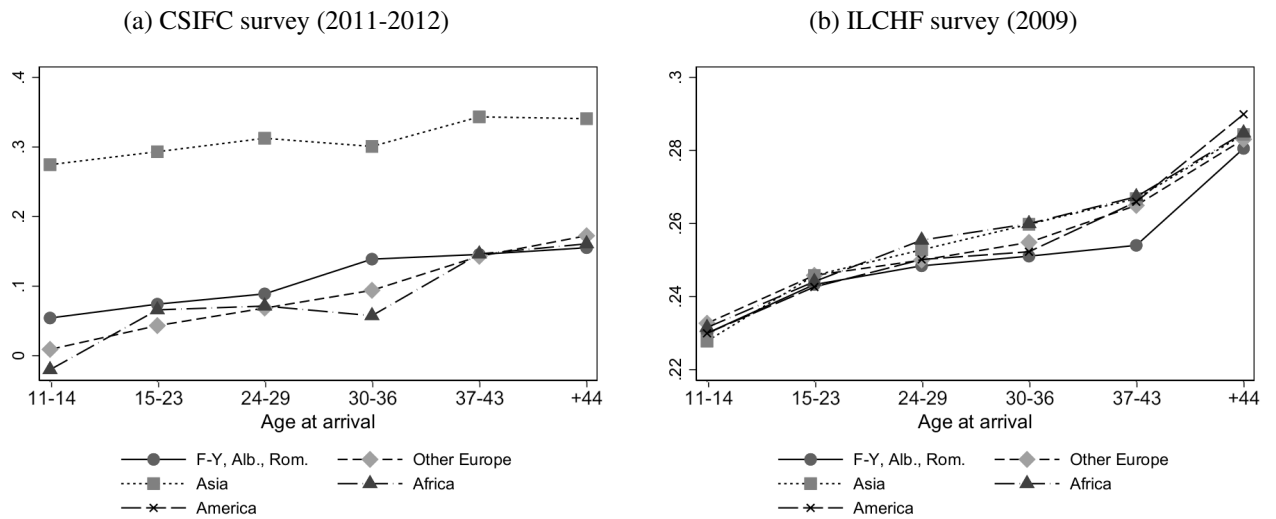 (a) CSIFC survey (2011-2012)
.4
.3
.2
.1
0
11-14 15-23 24-29 30-36 37-43 +44
Age at arrival
F-Y, Alb., Rom. Other Europe
Asia Africa
America
(b) ILCHF survey (2009)
.3
.28
.26
.24
.22
11-14 15-23 24-29 30-36 37-43 +44
Age at arrival
F-Y, Alb., Rom. Other Europe
Asia Africa
America